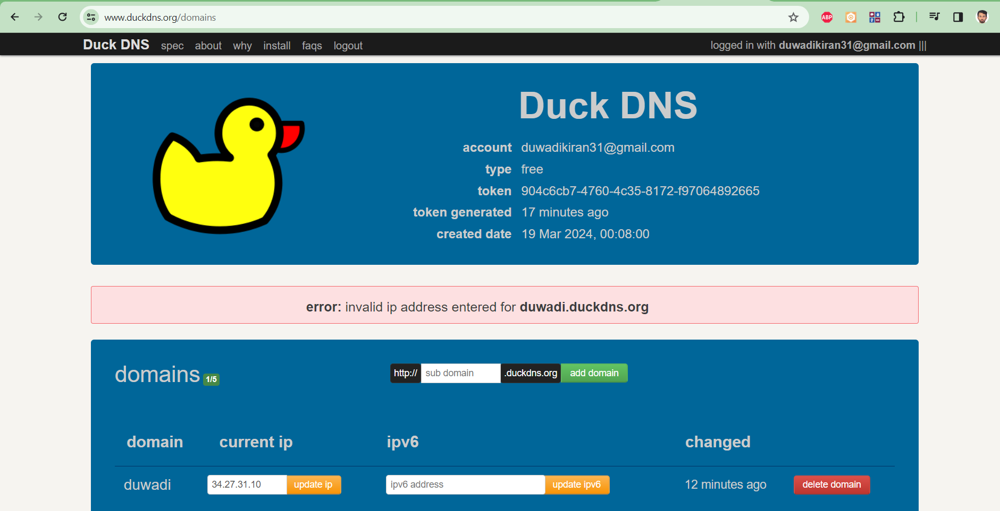 www.duckdns.org/domains
ABP
Duck DNS spec about why install faqs logout logged in with duwadikiran31@gmail.com |||
Duck DNS
account duwadikiran31@gmail.com
type free
token 904c6cb7-4760-4c35-8172-f97064892665
token generated 17 minutes ago
created date 19 Mar 2024, 00:08:00
error: invalid ip address entered for duwadi.duckdns.org
domains 1/5 http:// sub domain .duckdns.org add domain
domain current ip ipv6 changed
duwadi 34.27.31.10 update ip ipv6 address update ipv6 12 minutes ago delete domain